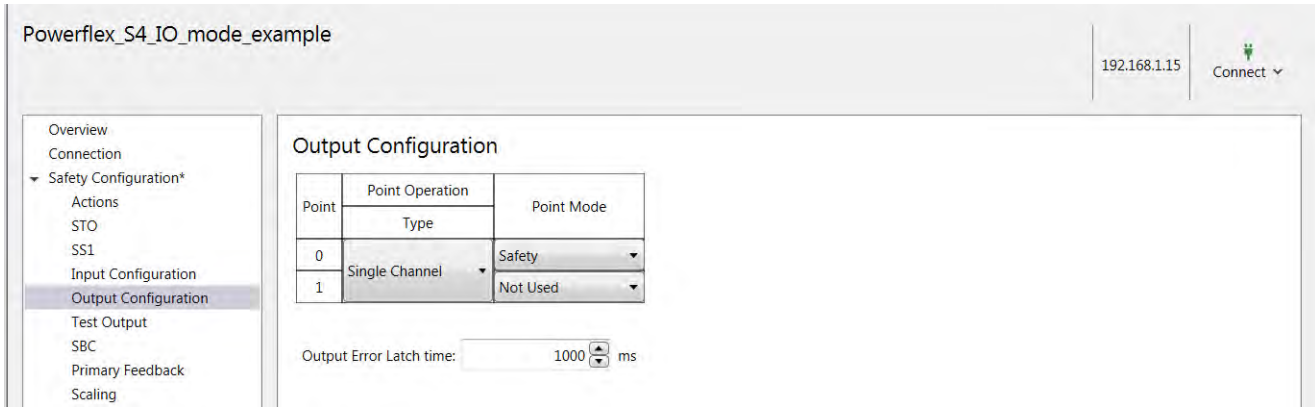 Powerflex_S4_IO_mode_example
192.168.1.15
Connect
Overview
Connection
Safety Configuration*
Actions
STO
SS1
Input Configuration
Output Configuration
Test Output
SBC
Primary Feedback
Scaling
Output Configuration
Point
Point Operation
Type
Point Mode
0
Single Channel
Safety
1
Not Used
Output Error Latch time: 1000 ms